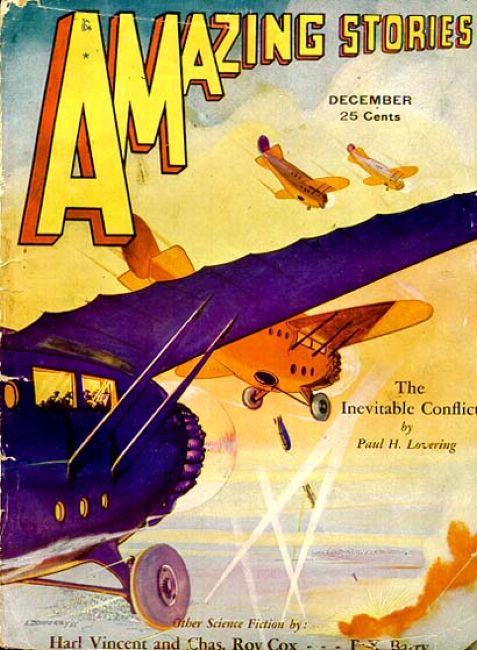 AMAZING STORIES
DECEMBER
25 Cents
The
Inevitable Conflict
by
Paul H. Lovering
Other Science Fiction by:
Harl Vincent and Chas. Roy Cox - - -